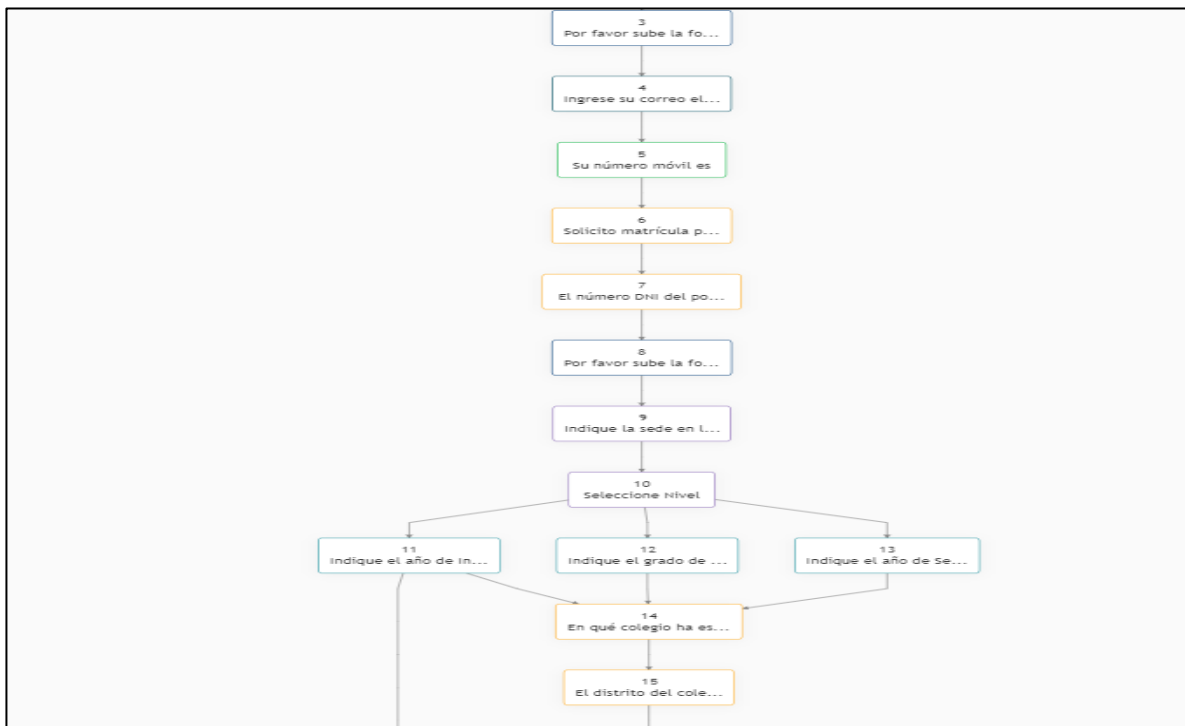 3
Por favor sube la fo...
4
Ingrese su correo el...
5
Su número móvil es
6
Solicito matrícula p...
7
El número DNI del po...
8
Por favor sube la fo...
9
Indique la sede en l...
10
Seleccione Nivel
11
Indique el año de In...
12
Indique el grado de ...
13
Indique el año de Se...
14
En qué colegio ha es...
15
El distrito del cole...